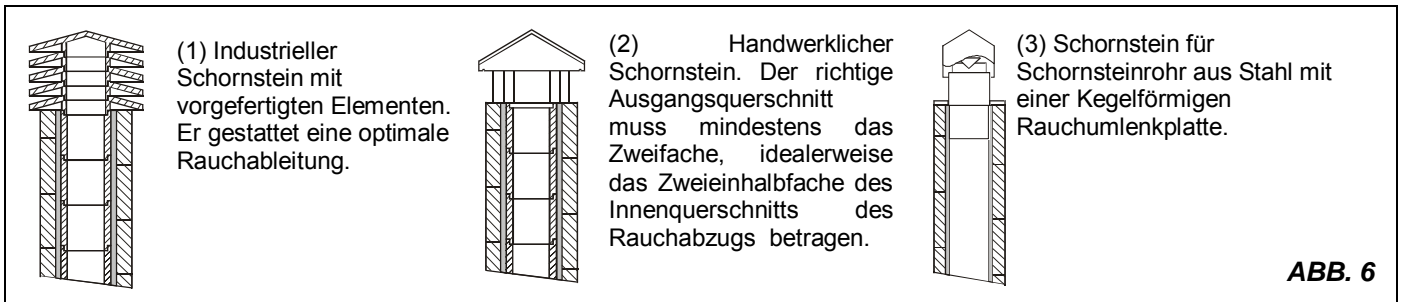 (1) Industrieller
Schornstein mit
vorgefertigten Elementen.
Er gestattet eine optimale
Rauchableitung.
(2) Handwerklicher
Schornstein. Der richtige
Ausgangsquerschnitt
muss mindestens das
Zweifache, idealerweise
das Zweieinhalbfache des
Innenquerschnitts des
Rauchabzugs betragen.
(3) Schornstein für
Schornsteinrohr aus Stahl mit
einer Kegelförmigen
Rauchumlenkplatte.
ABB. 6